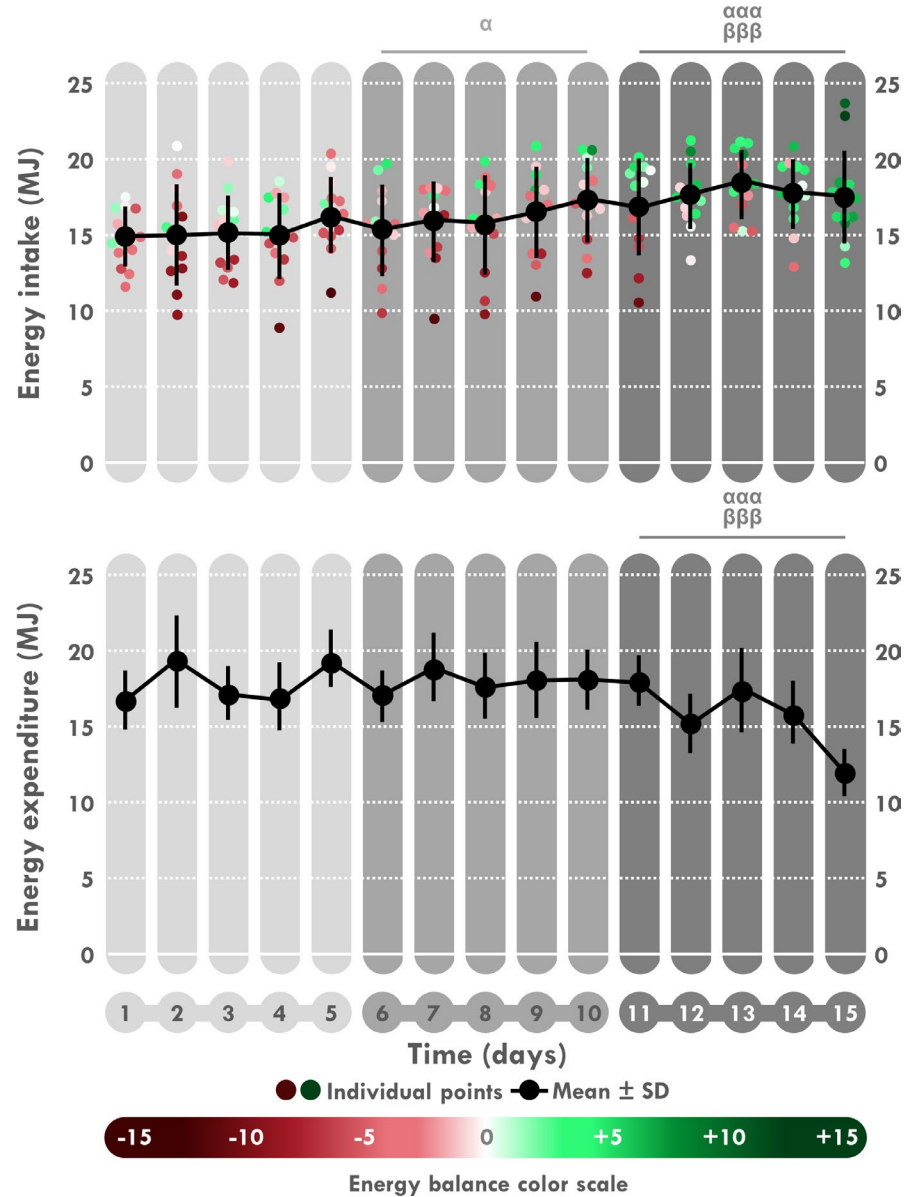 α
ααα
βββ
25 25
20 20
15 15
10 10
5 5
0 0
Energy intake (MJ)
ααα
βββ
25 25
20 20
15 15
10 10
5 5
0 0
Energy expenditure (MJ)
1 2 3 4 5 6 7 8 9 10 11 12 13 14 15
Time (days)
Individual points Mean ± SD
-15 -10 -5 0 +5 +10 +15
Energy balance color scale